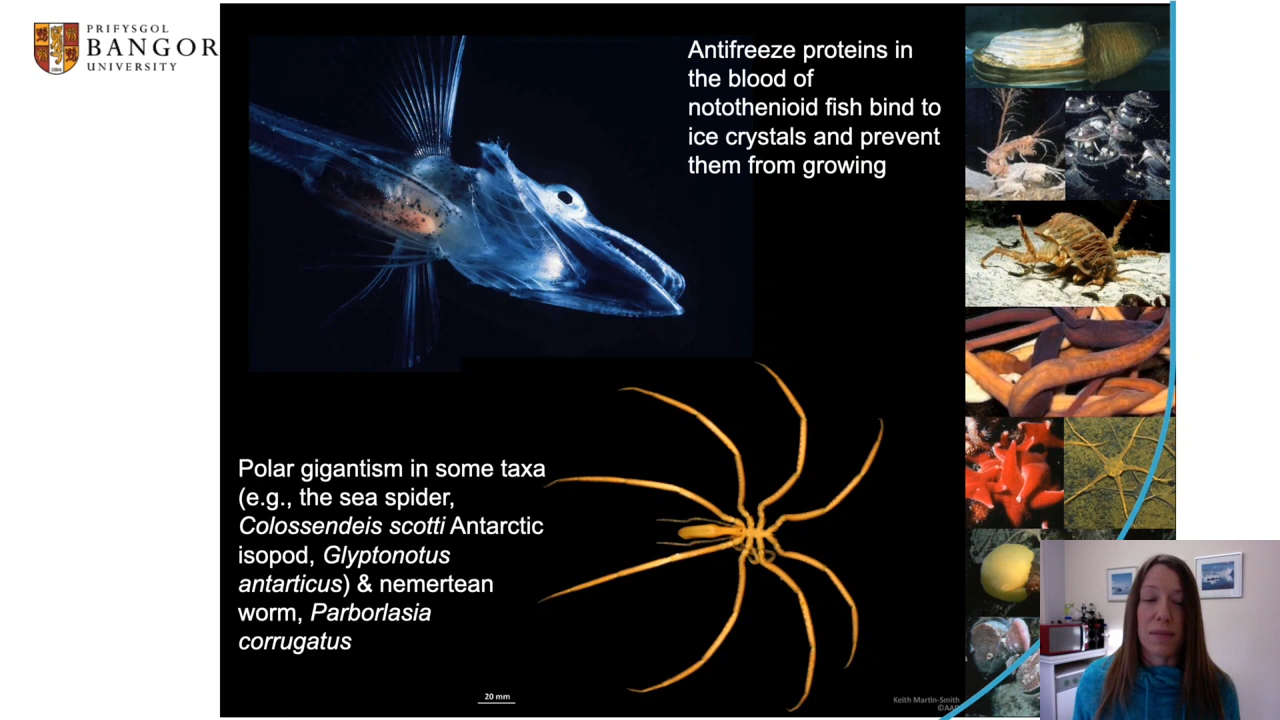 PRIFYSGOL
BANGOR
UNIVERSITY
Antifreeze proteins in
the blood of
notothenioid fish bind to
ice crystals and prevent
them from growing
Polar gigantism in some taxa
(e.g., the sea spider,
Colossendeis scotti Antarctic
isopod, Glyptonotus
antarticus) & nemertean
worm, Parborlasia
corrugatus
20 mm
Keith Martin-Smith
©AAD